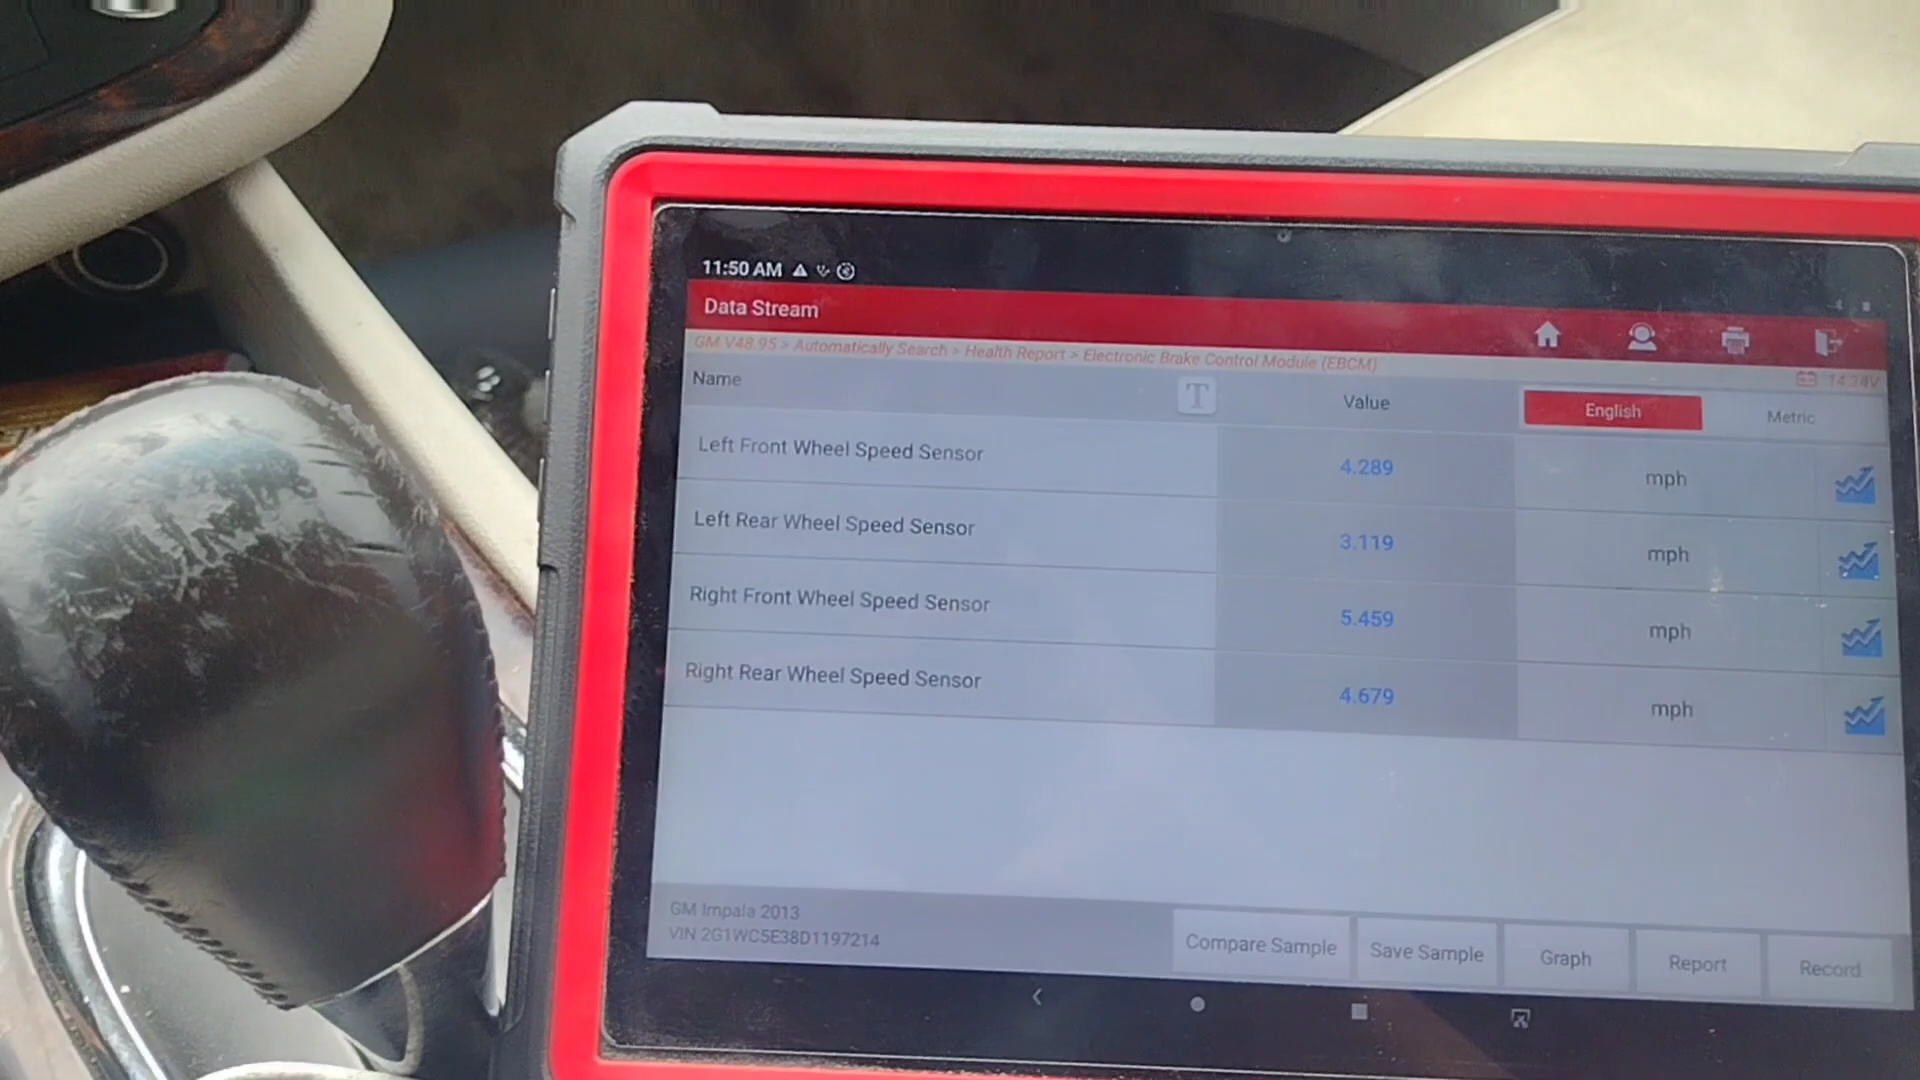 11:50 AM
Data Stream
GM V48.95 > Automatically Search > Health Report > Electronic Brake Control Module (EBCM)
14.34V
Name T Value English Metric
Left Front Wheel Speed Sensor 4.289 mph
Left Rear Wheel Speed Sensor 3.119 mph
Right Front Wheel Speed Sensor 5.459 mph
Right Rear Wheel Speed Sensor 4.679 mph
GM Impala 2013
VIN 2G1WC5E38D1197214
Compare Sample Save Sample Graph Report Record